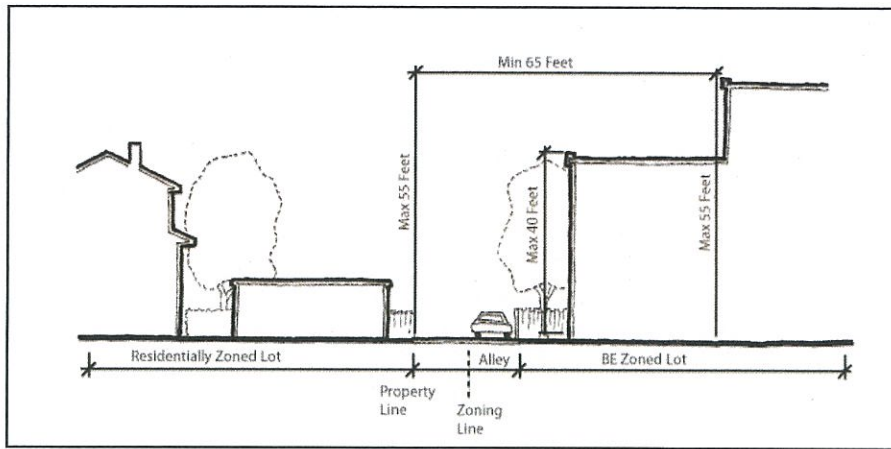 Min 65 Feet
Max 55 Feet
Max 40 Feet
Max 55 Feet
Residentially Zoned Lot
Alley
BE Zoned Lot
Property
Line
Zoning
Line